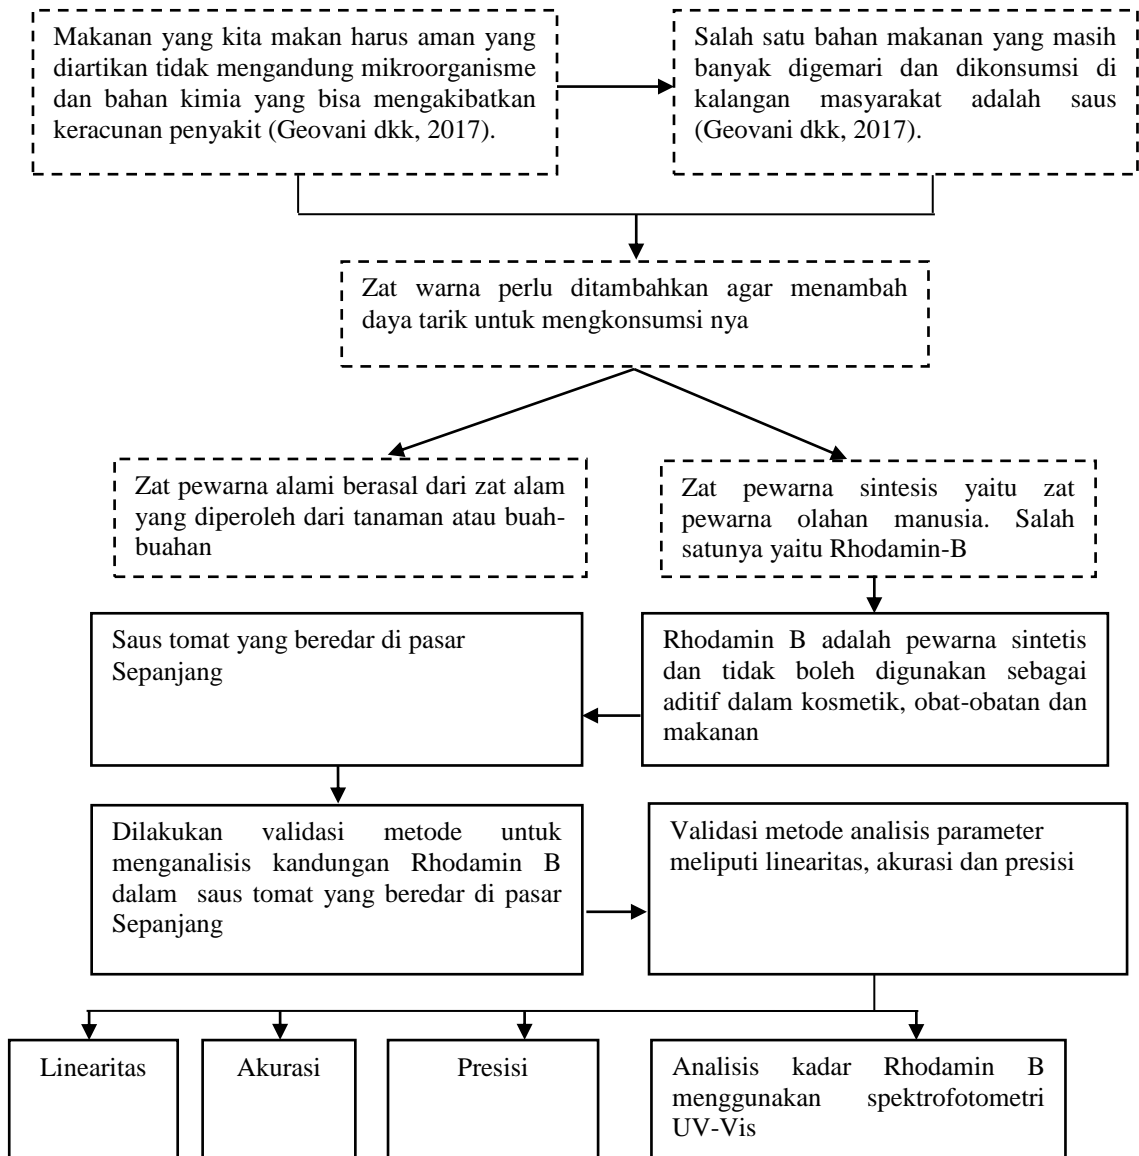 Makanan yang kita makan harus aman yang
diartikan tidak mengandung mikroorganisme
dan bahan kimia yang bisa mengakibatkan
keracunan penyakit (Geovani dkk, 2017).
Salah satu bahan makanan yang masih
banyak digemari dan dikonsumsi di
kalangan masyarakat adalah saus
(Geovani dkk, 2017).
Zat warna perlu ditambahkan agar menambah
daya tarik untuk mengkonsumsi nya
Zat pewarna alami berasal dari zat alam
yang diperoleh dari tanaman atau buah-
buahan
Zat pewarna sintesis yaitu zat
pewarna olahan manusia. Salah
satunya yaitu Rhodamin-B
Saus tomat yang beredar di pasar
Sepanjang
Rhodamin B adalah pewarna sintetis
dan tidak boleh digunakan sebagai
aditif dalam kosmetik, obat-obatan dan
makanan
Dilakukan validasi metode untuk
menganalisis kandungan Rhodamin B
dalam saus tomat yang beredar di pasar
Sepanjang
Validasi metode analisis parameter
meliputi linearitas, akurasi dan presisi
Linearitas
Akurasi
Presisi
Analisis kadar Rhodamin B
menggunakan spektrofotometri
UV-Vis